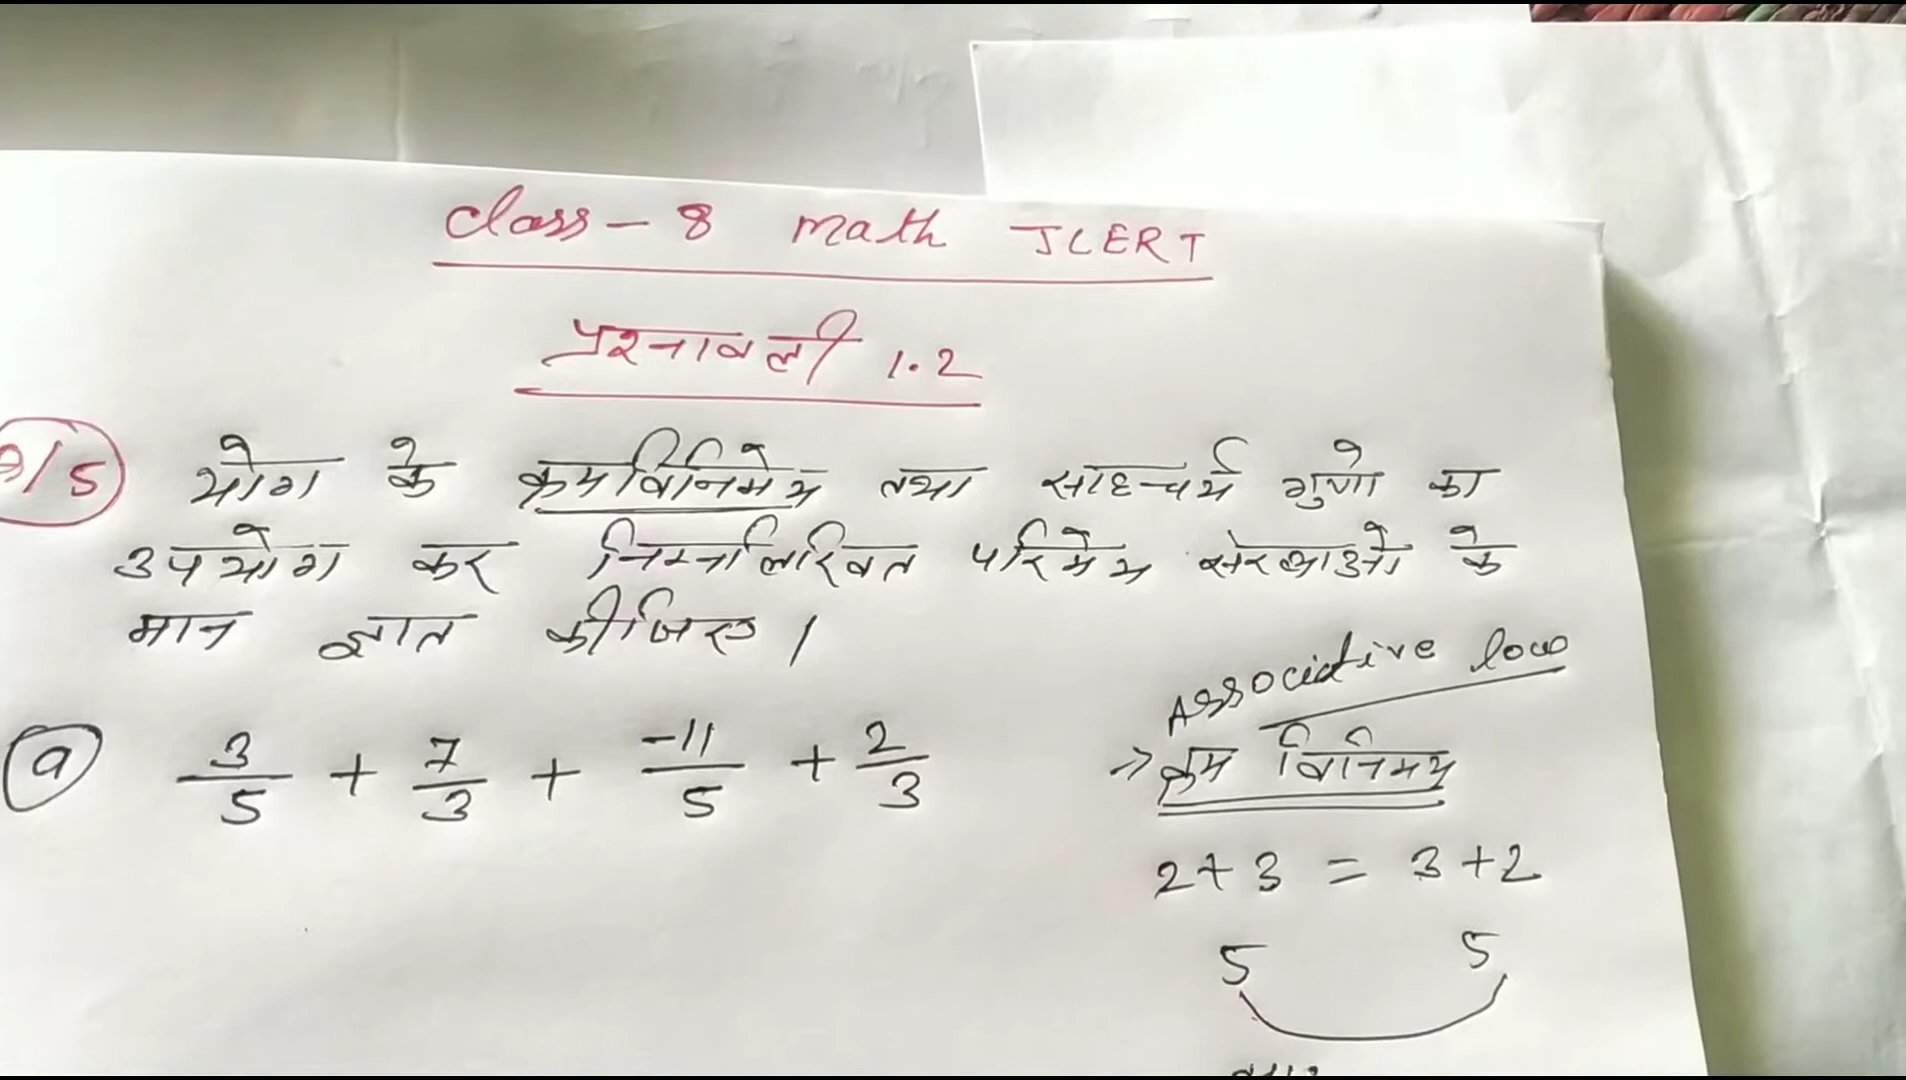 class - 8 math JCERT
प्रश्नावली 1.2
5 योग के क्रमविनिमेय तथा साहचर्य गुणों का
उपयोग कर निम्नलिखित परिमेय संख्याओं के
मान ज्ञात कीजिए ।
(a) 3/5 + 7/3 + -11/5 + 2/3
Associative law
→ क्रम विनिमय
2+3 = 3+2
5 5